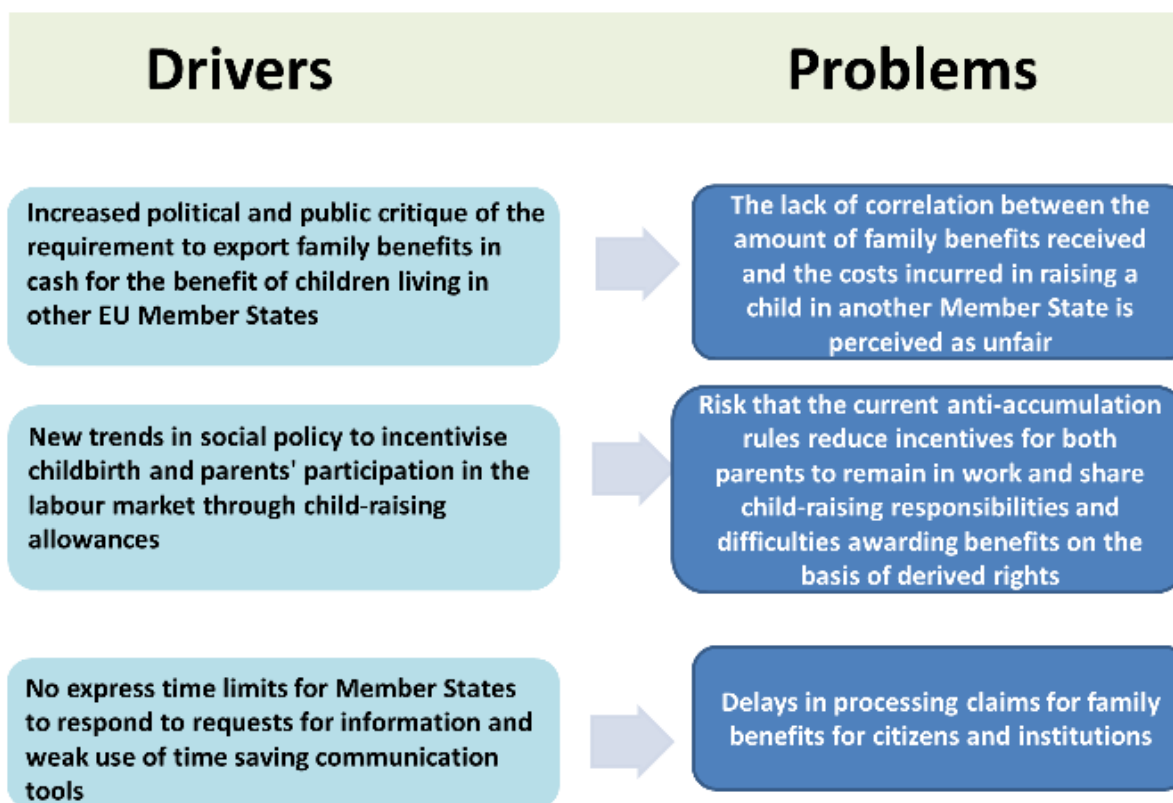 Drivers
Problems
Increased political and public critique of the
requirement to export family benefits in
cash for the benefit of children living in
other EU Member States
The lack of correlation between the
amount of family benefits received
and the costs incurred in raising a
child in another Member State is
perceived as unfair
New trends in social policy to incentivise
childbirth and parents' participation in the
labour market through child-raising
allowances
Risk that the current anti-accumulation
rules reduce incentives for both
parents to remain in work and share
child-raising responsibilities and
difficulties awarding benefits on the
basis of derived rights
No express time limits for Member States
to respond to requests for information and
weak use of time saving communication
tools
Delays in processing claims for family
benefits for citizens and institutions